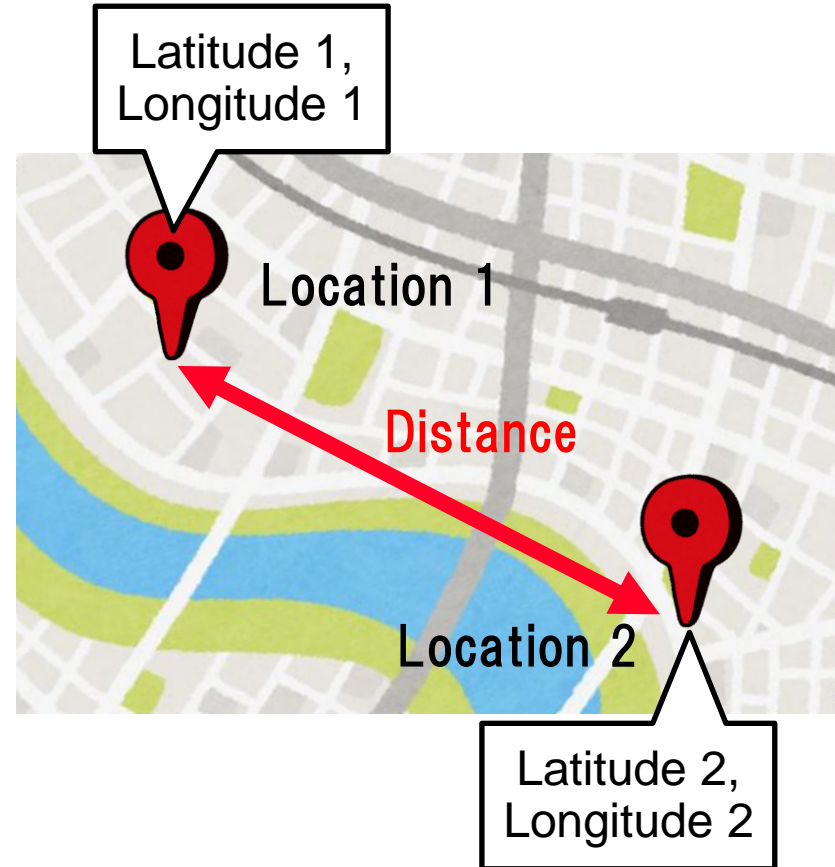 Latitude 1,
Longitude 1
Location 1
Distance
Location 2
Latitude 2,
Longitude 2